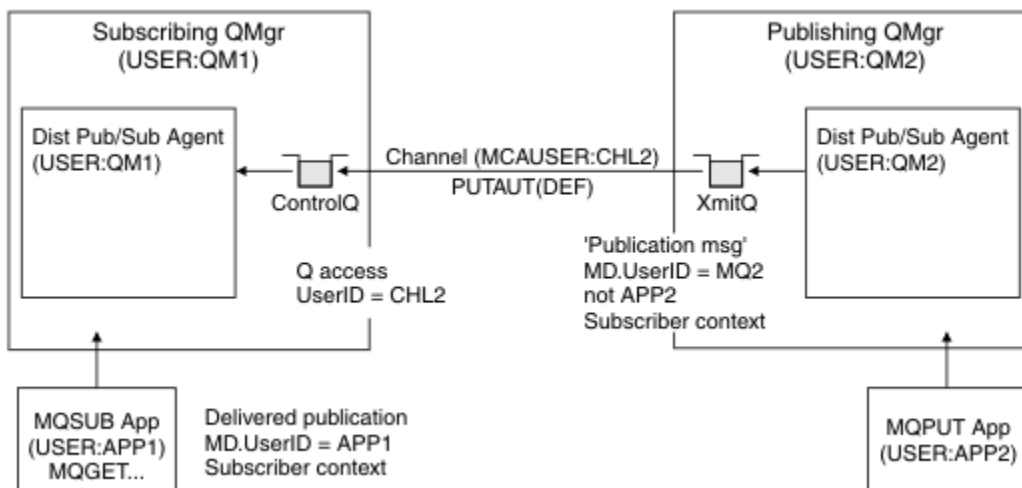 Subscribing QMgr
(USER:QM1)
Dist Pub/Sub Agent
(USER:QM1)
ControlQ
Q access
UserID = CHL2
Channel (MCAUSER:CHL2)
PUTAUT(DEF)
Publishing QMgr
(USER:QM2)
Dist Pub/Sub Agent
(USER:QM2)
XmitQ
'Publication msg'
MD.UserID = MQ2
not APP2
Subscriber context
MQSUB App
(USER:APP1)
MQGET...
Delivered publication
MD.UserID = APP1
Subscriber context
MQPUT App
(USER:APP2)